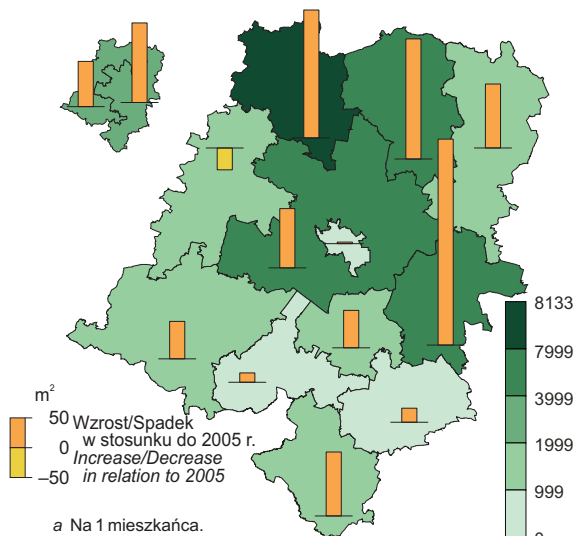 8133
7999
3999
1999
999
0
m²
50
0
–50
Wzrost/Spadek
w stosunku do 2005 r.
Increase/Decrease
in relation to 2005
a Na 1 mieszkańca.